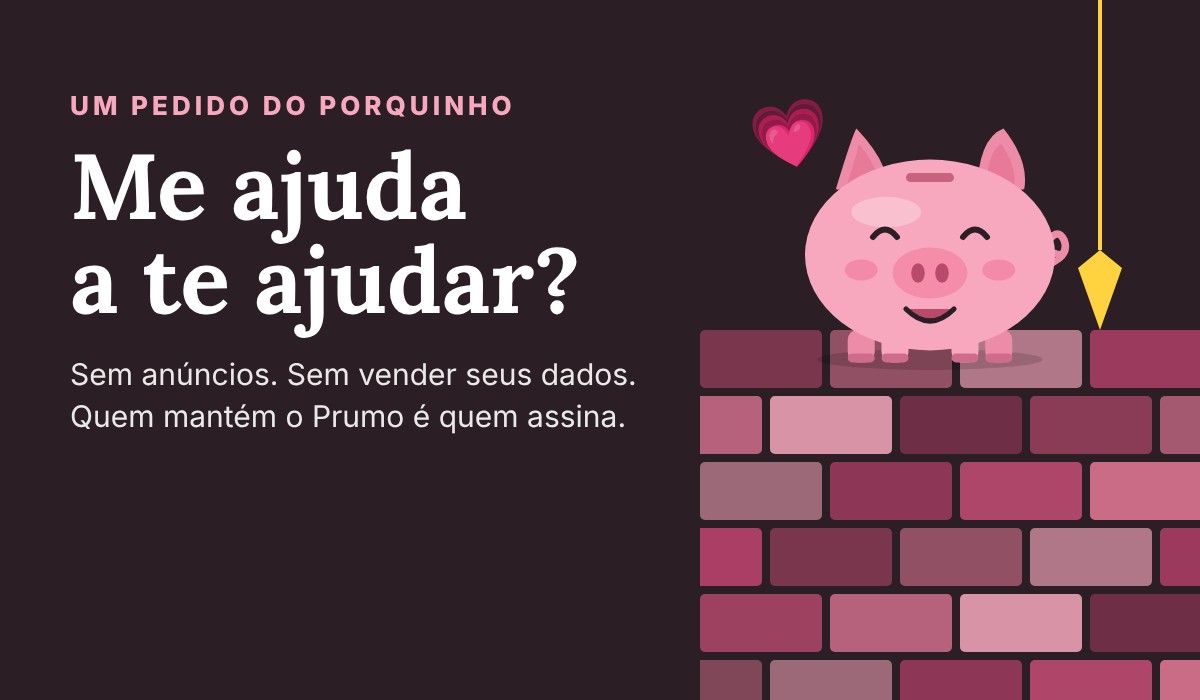 UM PEDIDO DO PORQUINHO
Me ajuda
a te ajudar?
Sem anúncios. Sem vender seus dados.
Quem mantém o Prumo é quem assina.